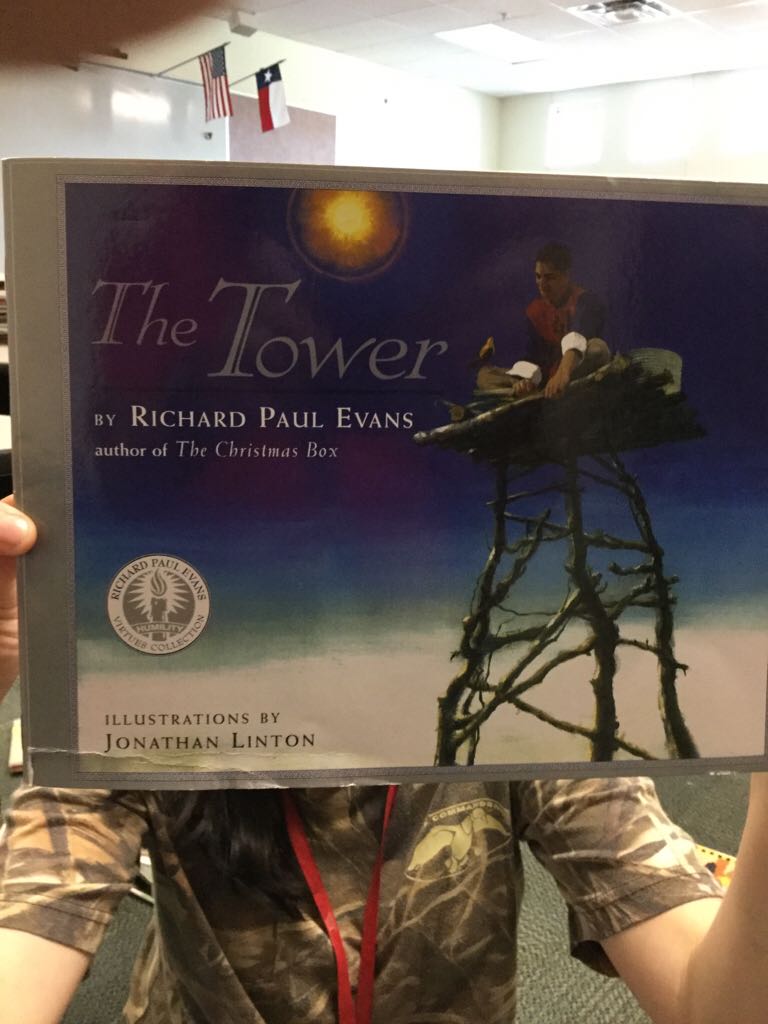 The Tower
BY RICHARD PAUL EVANS
author of The Christmas Box
RICHARD PAUL EVANS
HUMILITY
VIRTUES COLLECTION
ILLUSTRATIONS BY
JONATHAN LINTON